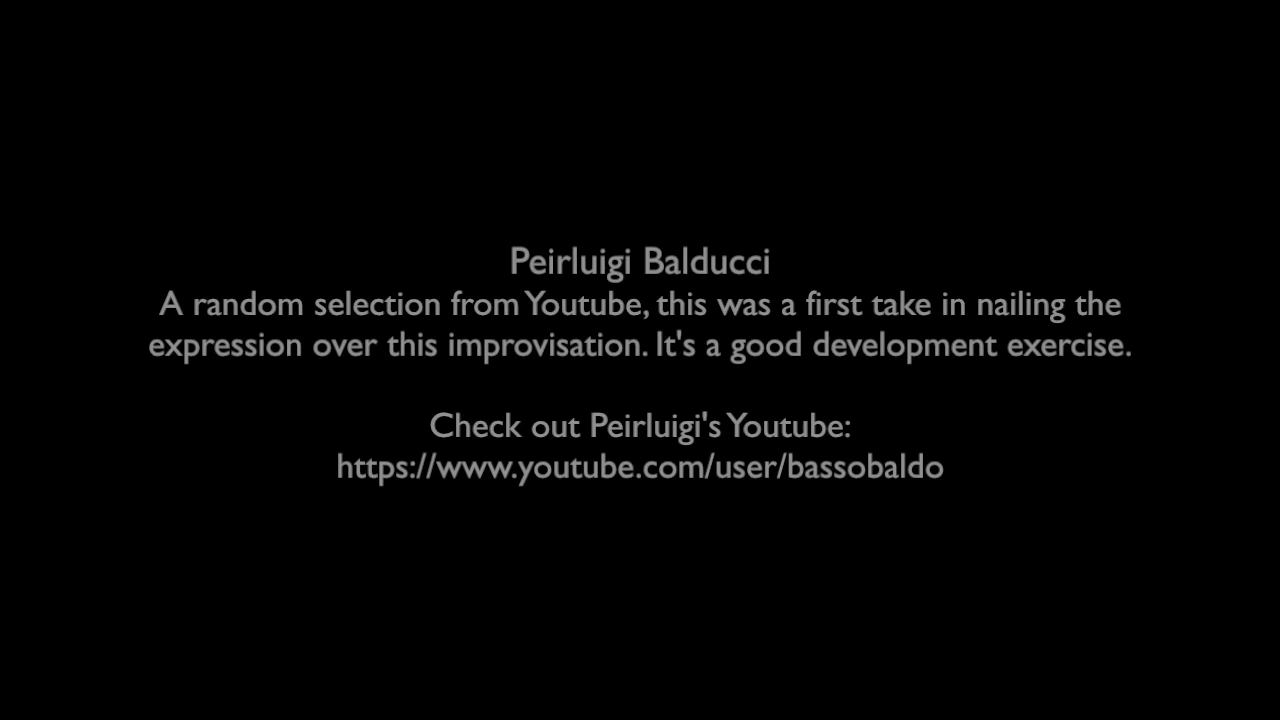 Peirluigi Balducci
A random selection from Youtube, this was a first take in nailing the
expression over this improvisation. It's a good development exercise.
Check out Peirluigi's Youtube:
https://www.youtube.com/user/bassobaldo